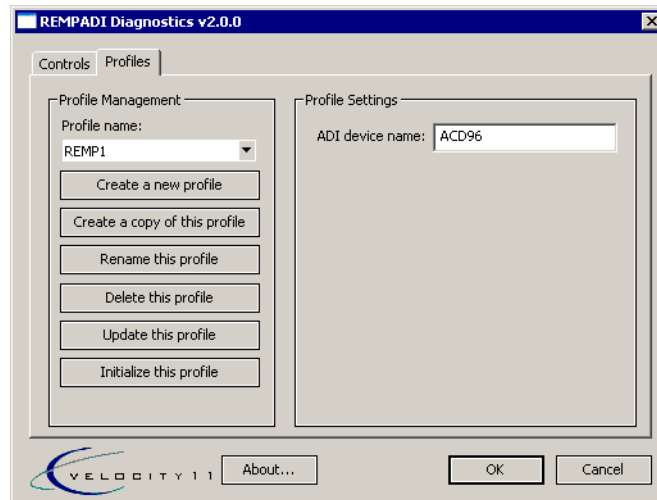 REMPADI Diagnostics v2.0.0
Controls
Profiles
Profile Management
Profile name:
REMP1
Create a new profile
Create a copy of this profile
Rename this profile
Delete this profile
Update this profile
Initialize this profile
Profile Settings
ADI device name:
ACD96
VELOCITY11
About...
OK
Cancel